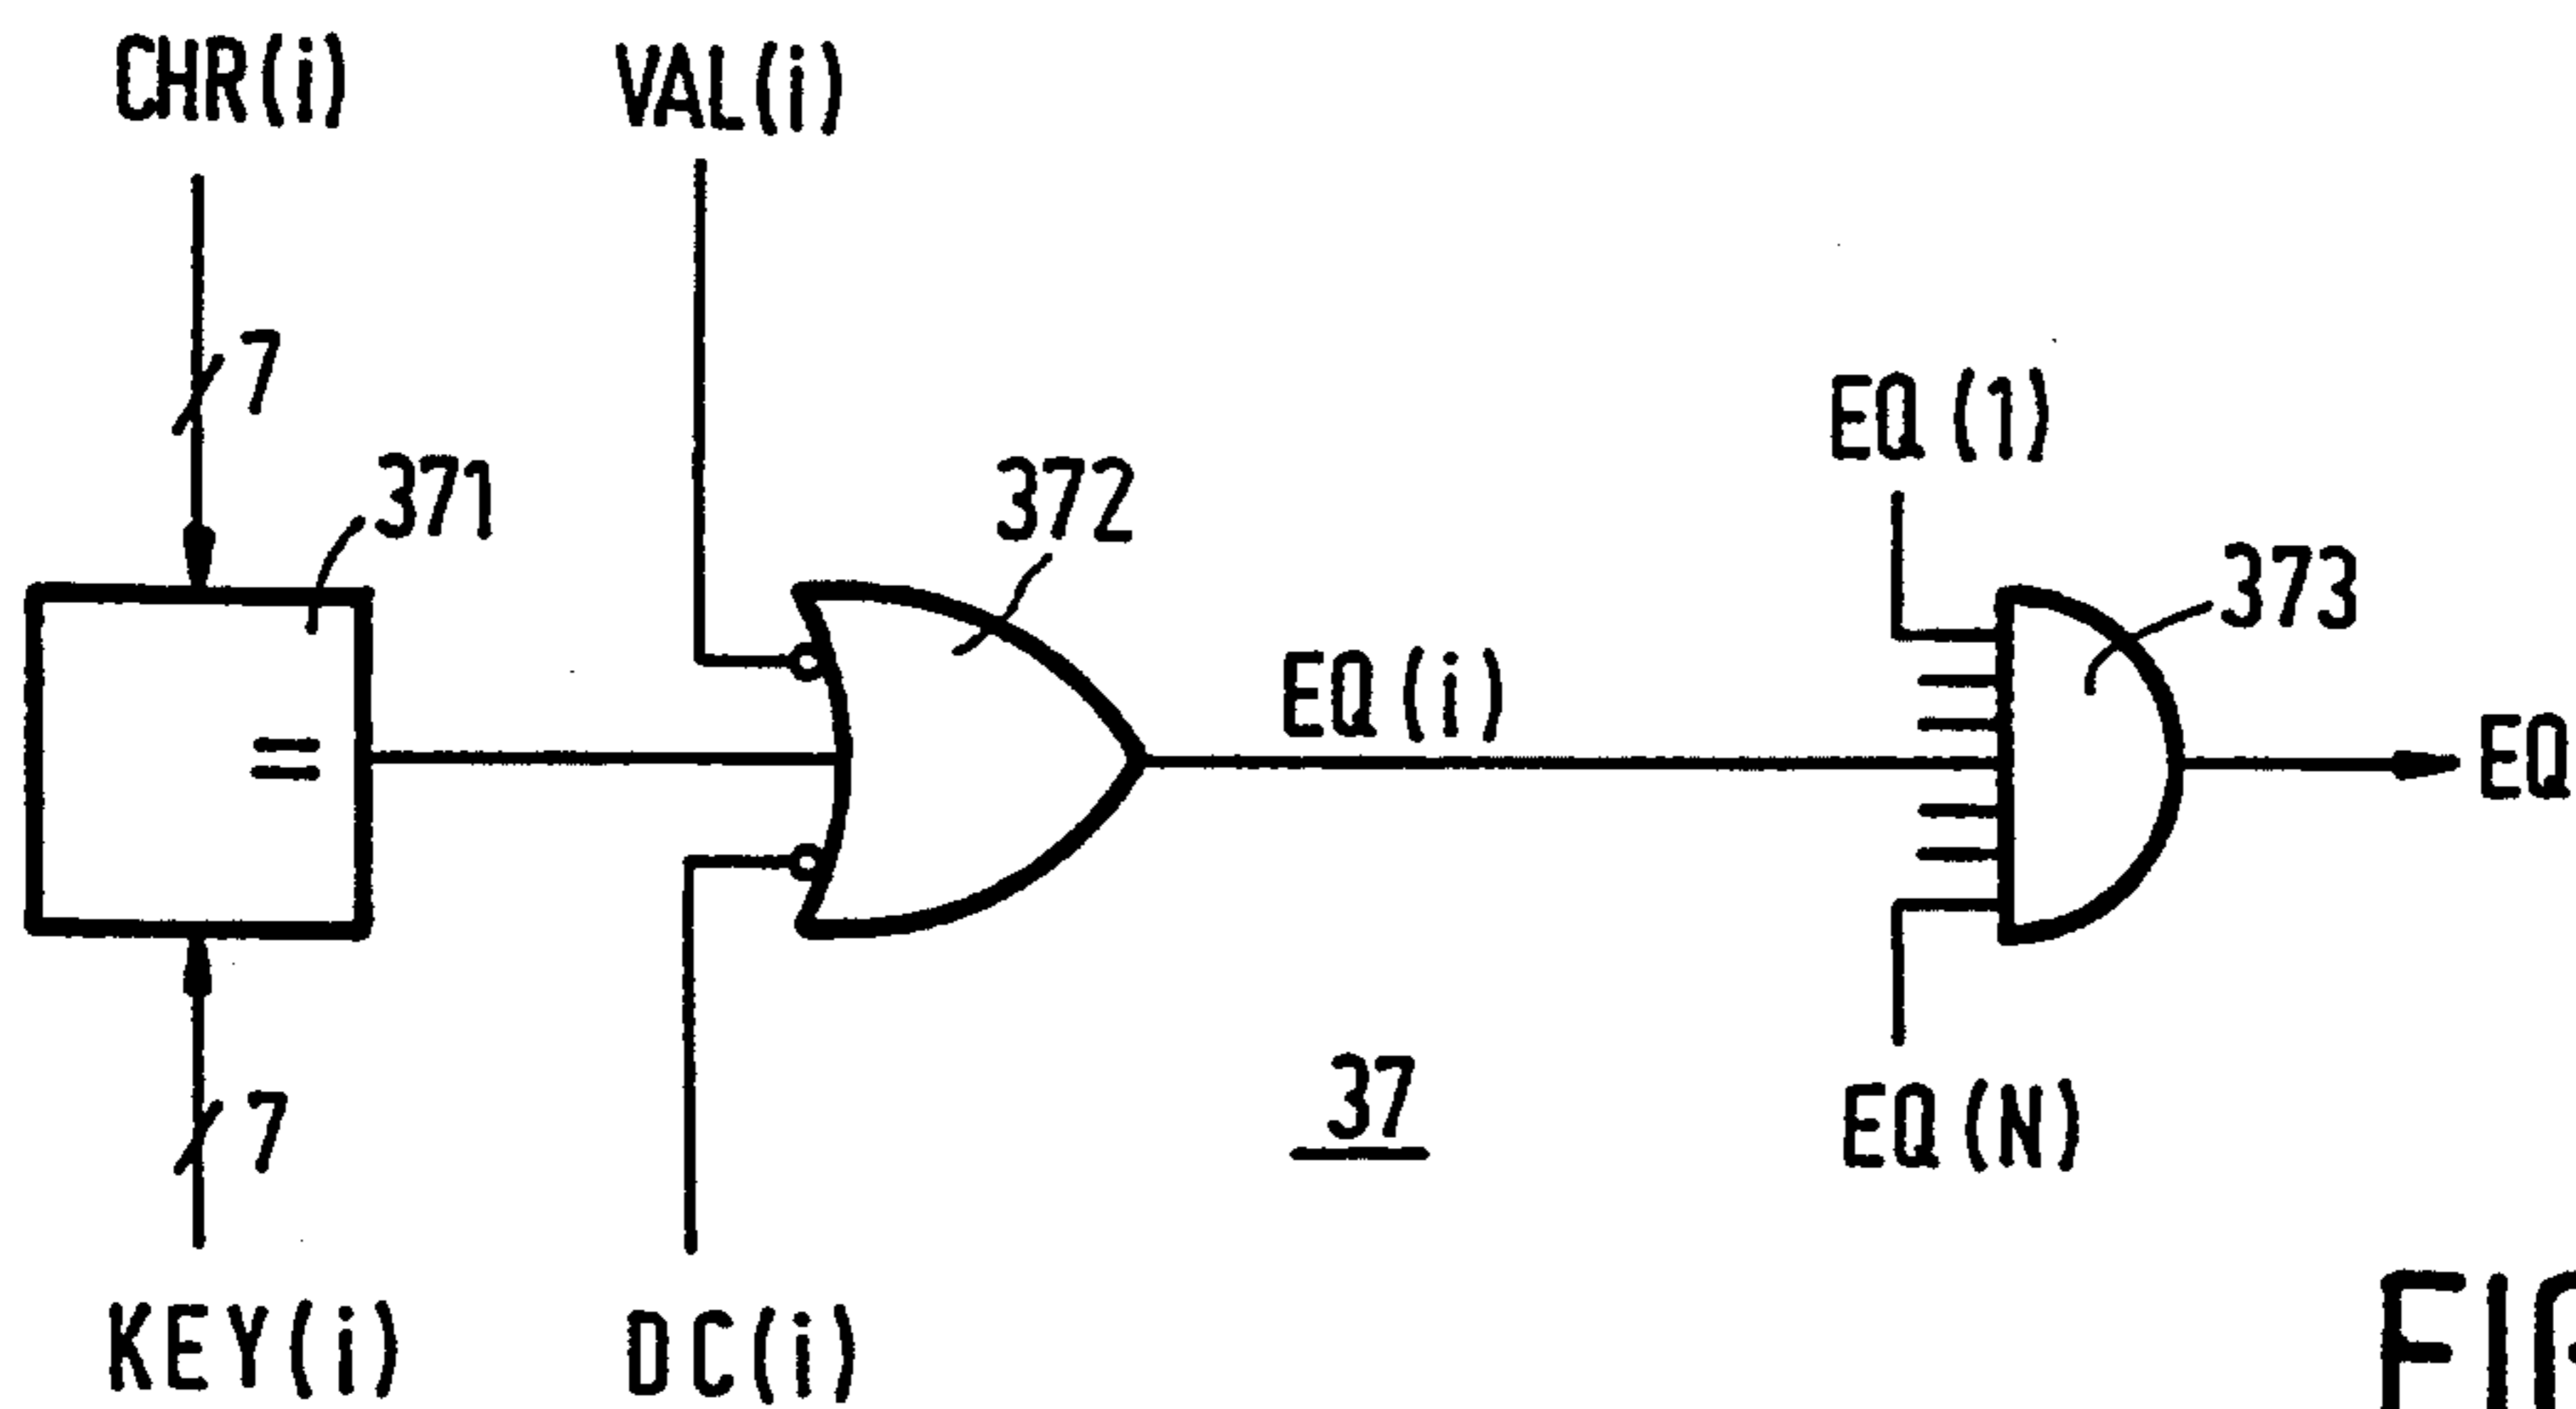 CHR(i)
VAL(i)
7
371
372
EQ(1)
373
=
EQ(i)
EQ
7
37
EQ(N)
KEY(i)
DC(i)